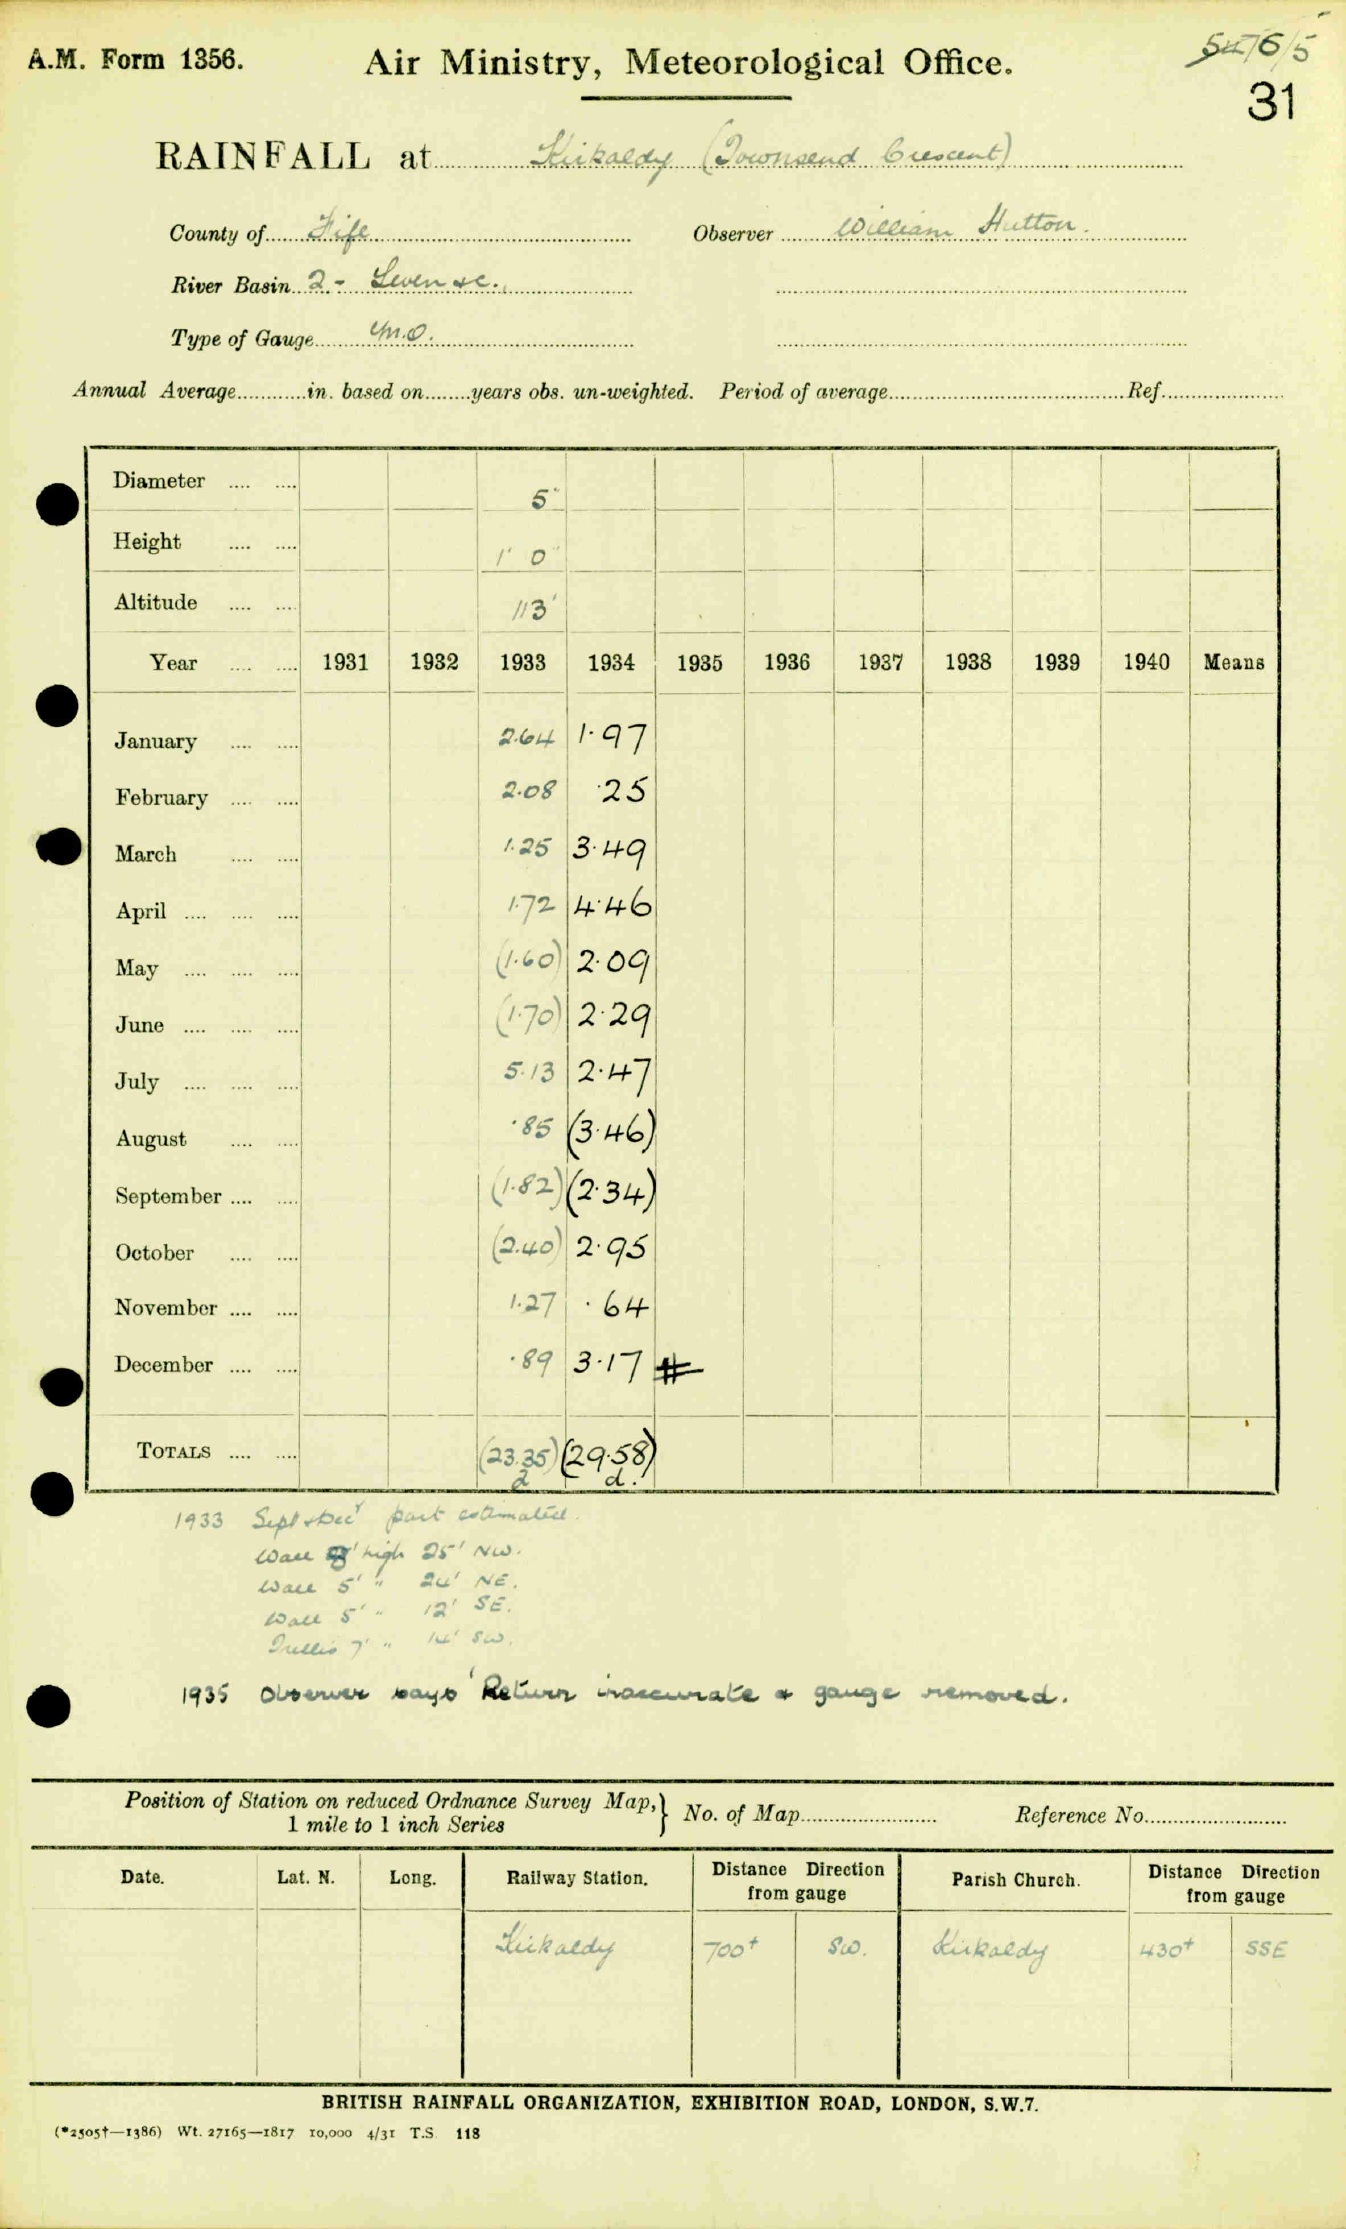 A.M. Form 1356.
Air Ministry, Meteorological Office.
5476/5
31
RAINFALL at Kirkaldy (Townsend Crescent)
County of Fife Observer William Hutton.
River Basin 2 - Leven &c.
Type of Gauge M.O.
Annual Average in. based on years obs. un-weighted. Period of average Ref.
Diameter 5"
Height 1' 0"
Altitude 113'
Year 1931 1932 1933 1934 1935 1936 1937 1938 1939 1940 Means
January 2.64 1.97
February 2.08 .25
March 1.25 3.49
April 1.72 4.46
May (1.60) 2.09
June (1.70) 2.29
July 5.13 2.47
August .85 (3.46)
September (1.82) (2.34)
October (2.40) 2.95
November 1.27 .64
December .89 3.17
TOTALS (23.35) (29.58)
d d.
1933 Sept & Decr part estimated.
Wall high 25' NW.
Wall 5' " 24' NE.
Wall 5' " 12' SE.
Trellis 7' " 14' SW.
1935 Observer says 'Return inaccurate & gauge removed.
Position of Station on reduced Ordnance Survey Map, } No. of Map Reference No.
1 mile to 1 inch Series
Date. Lat. N. Long. Railway Station. Distance Direction from gauge Parish Church. Distance Direction from gauge
Kirkaldy 700+ SW. Kirkaldy 430+ SSE
BRITISH RAINFALL ORGANIZATION, EXHIBITION ROAD, LONDON, S.W.7.
(*2505†—1386) Wt. 27165—1817 10,000 4/31 T.S. 118